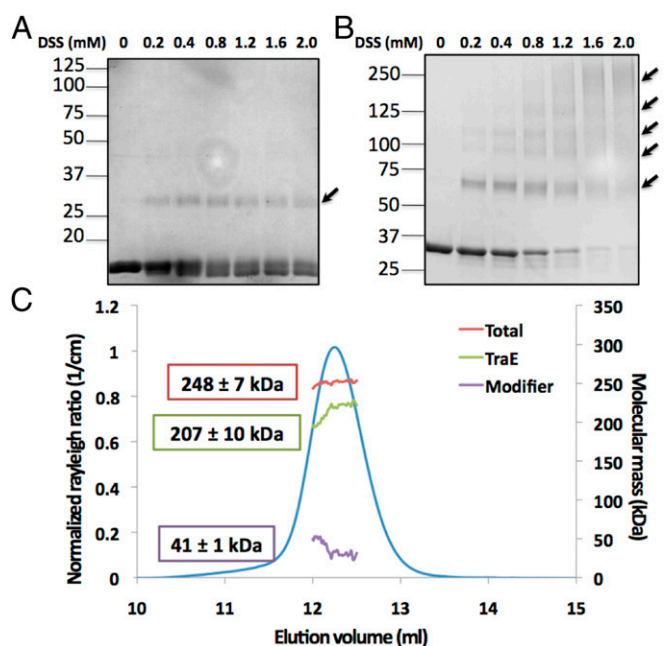 A
DSS (mM) 0 0.2 0.4 0.8 1.2 1.6 2.0
125
100
75
50
37
25
20
B
DSS (mM) 0 0.2 0.4 0.8 1.2 1.6 2.0
250
125
100
75
50
37
25
C
Normalized rayleigh ratio (1/cm)
1.2
1
0.8
0.6
0.4
0.2
0
248 ± 7 kDa
207 ± 10 kDa
41 ± 1 kDa
Total
TraE
Modifier
350
300
250
200
150
100
50
0
Molecular mass (kDa)
10 11 12 13 14 15
Elution volume (ml)